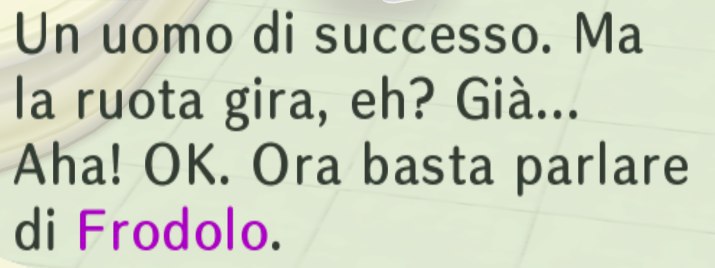 Un uomo di successo. Ma
la ruota gira, eh? Già...
Aha! OK. Ora basta parlare
di Frodolo.